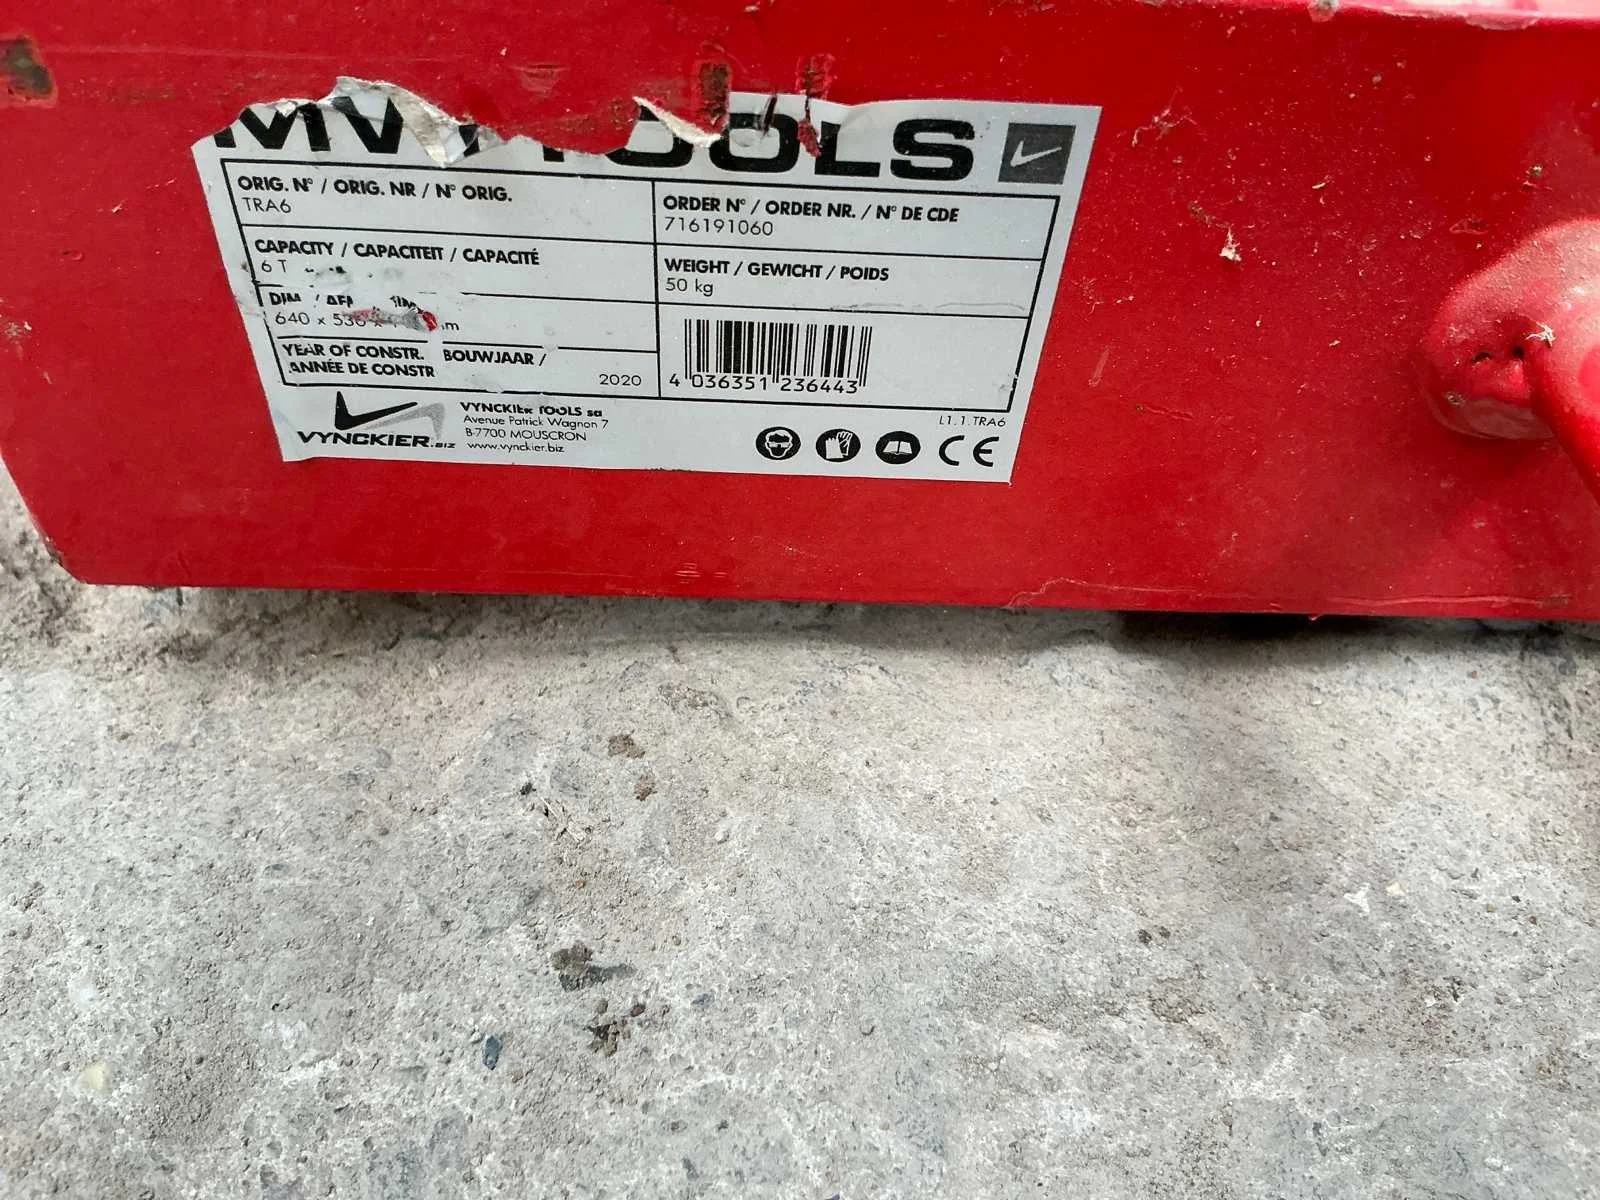 TOOLS
ORIG. N° / ORIG. NR / N° ORIG.
TRA6
ORDER N° / ORDER NR. / N° DE CDE
716191060
CAPACITY / CAPACITEIT / CAPACITÉ
6 T
WEIGHT / GEWICHT / POIDS
50 kg
640 x 536 x
YEAR OF CONSTR. BOUWJAAR /
ANNÉE DE CONSTR
2020
4 036351 236443
VYNCKIER.BIZ
VYNCKIER TOOLS sa
Avenue Patrick Wagnon 7
B-7700 MOUSCRON
www.vynckier.biz
L1.1.TRA6
CE